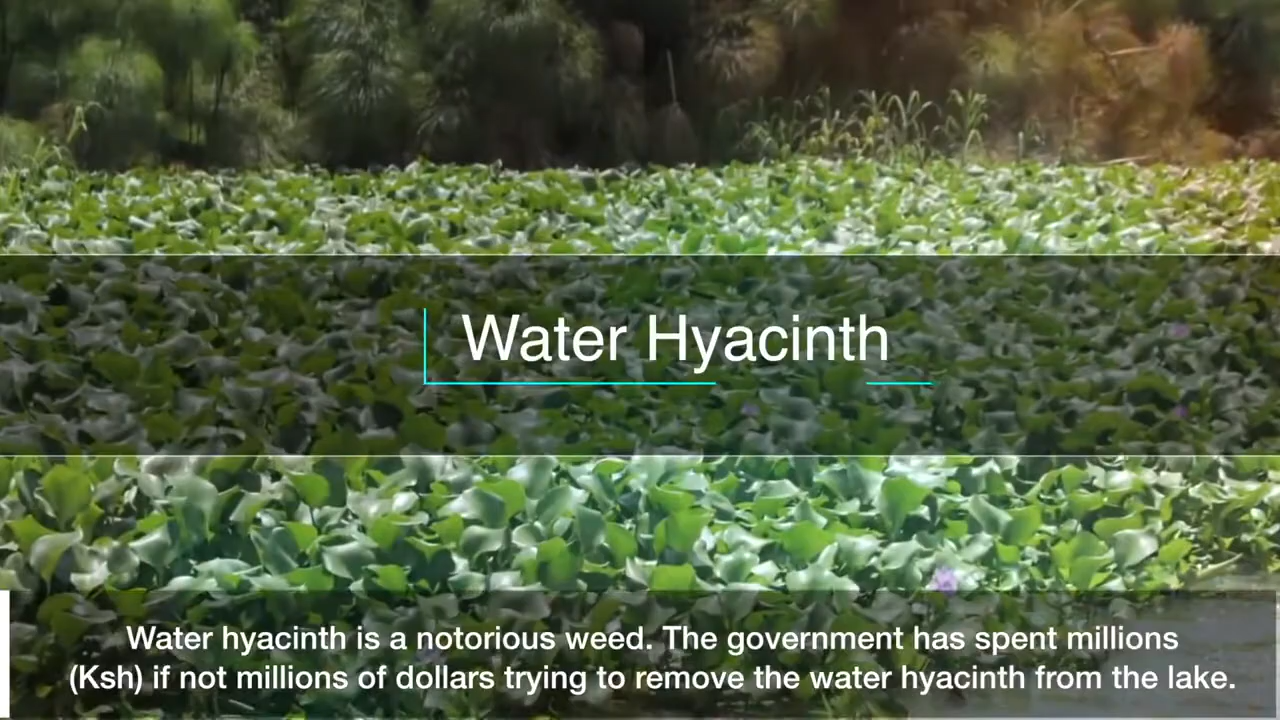 Water Hyacinth
Water hyacinth is a notorious weed. The government has spent millions
(Ksh) if not millions of dollars trying to remove the water hyacinth from the lake.